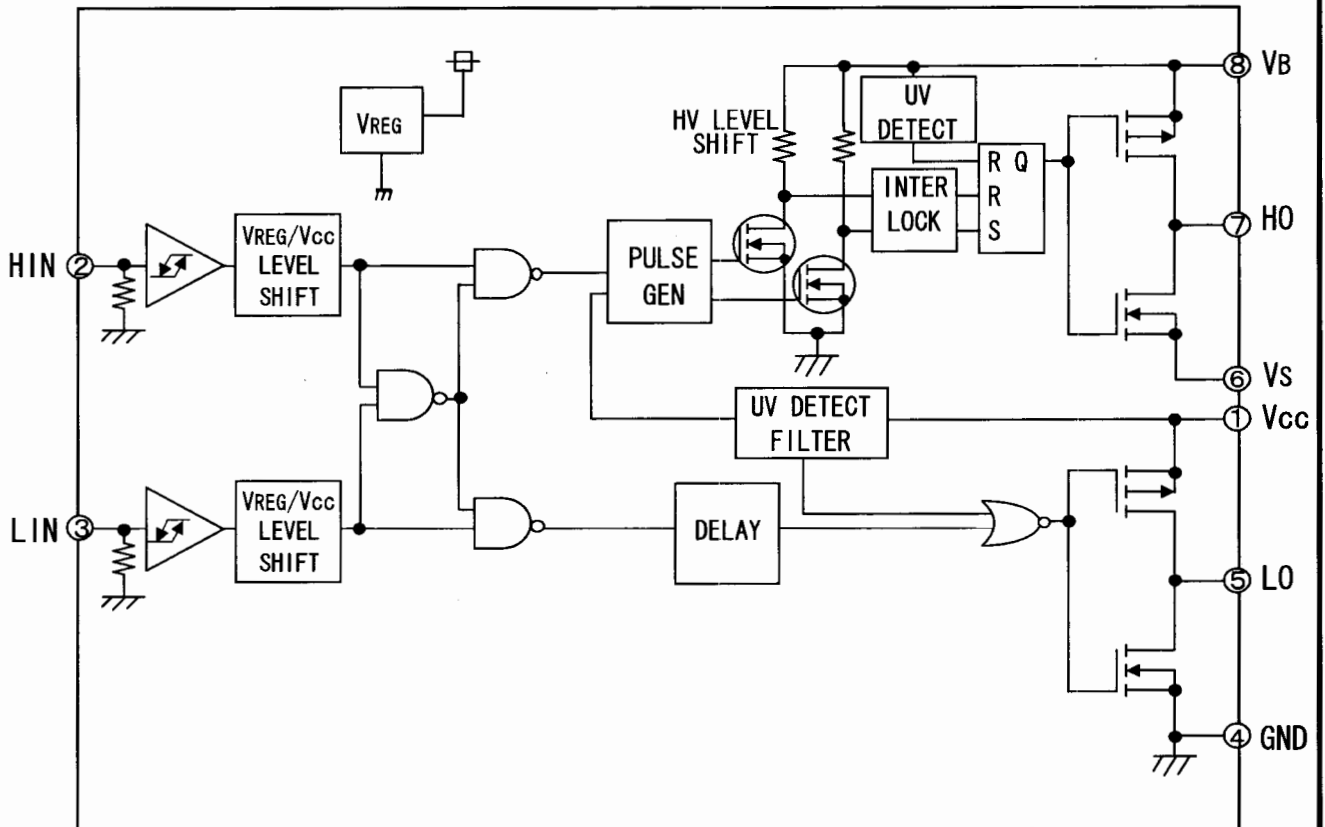 VREG
HV LEVEL
SHIFT
UV
DETECT
8 VB
R Q
R
S
INTER
LOCK
7 HO
HIN 2
VREG/VCC
LEVEL
SHIFT
PULSE
GEN
6 VS
1 VCC
UV DETECT
FILTER
LIN 3
VREG/VCC
LEVEL
SHIFT
DELAY
5 LO
4 GND